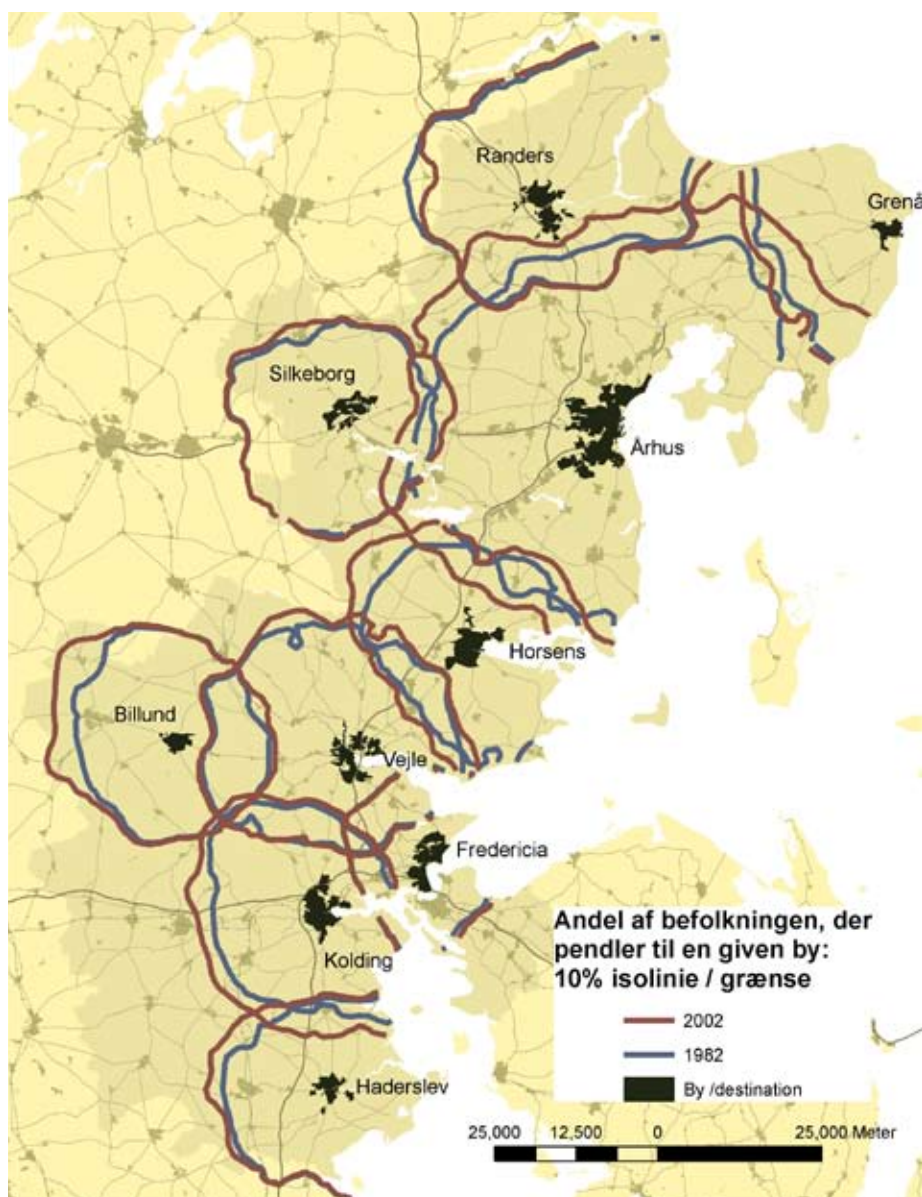 Randers
Grenå
Silkeborg
Århus
Horsens
Billund
Vejle
Fredericia
Kolding
Haderslev
Andel af befolkningen, der
pendler til en given by:
10% isolinie / grænse
2002
1982
By /destination
25,000 12,500 0 25,000 Meter